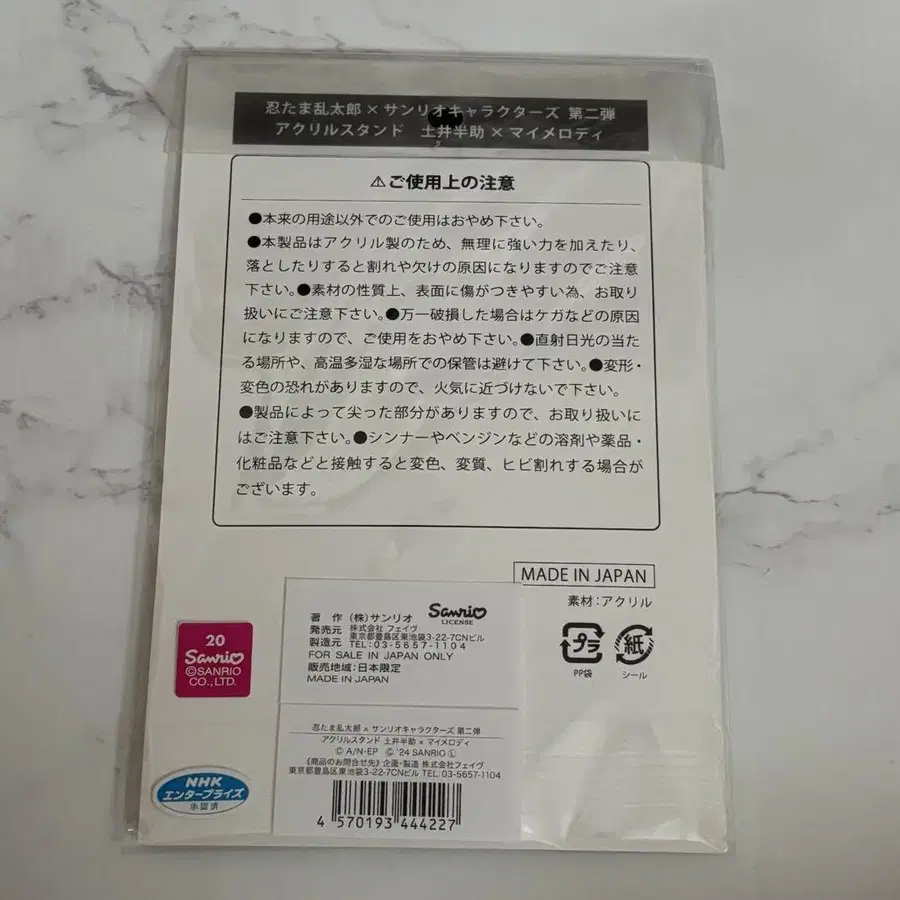 忍たま乱太郎 × サンリオキャラクターズ 第二弾
アクリルスタンド 土井半助 × マイメロディ
⚠ご使用上の注意
●本来の用途以外でのご使用はおやめ下さい。
●本製品はアクリル製のため、無理に強い力を加えたり、
落としたりすると割れや欠けの原因になりますのでご注意
下さい。●素材の性質上、表面に傷がつきやすい為、お取り
扱いにご注意下さい。●万一破損した場合はケガなどの原因
になりますので、ご使用をおやめ下さい。●直射日光の当た
る場所や、高温多湿な場所での保管は避けて下さい。●変形・
変色の恐れがありますので、火気に近づけないで下さい。
●製品によって尖った部分がありますので、お取り扱いに
はご注意下さい。●シンナーやベンジンなどの溶剤や薬品・
化粧品などと接触すると変色、変質、ヒビ割れする場合が
ございます。
MADE IN JAPAN
素材：アクリル
プラ
PP袋
紙
シール
著 作 (株)サンリオ
Sanrio
LICENSE
発売元 株式会社 フェイヴ
東京都豊島区東池袋3-22-7CNビル
製造元 TEL：03-5657-1104
FOR SALE IN JAPAN ONLY
販売地域：日本限定
MADE IN JAPAN
20
Sanrio
©SANRIO
CO., LTD.
忍たま乱太郎 × サンリオキャラクターズ 第二弾
アクリルスタンド 土井半助 × マイメロディ
© A/N・EP © '24 SANRIO Ⓛ
《商品のお問合せ先》企画・製造 株式会社フェイヴ
東京都豊島区東池袋3-22-7CNビル TEL. 03-5657-1104
4 570193 444227
NHK
エンタープライズ
承認済